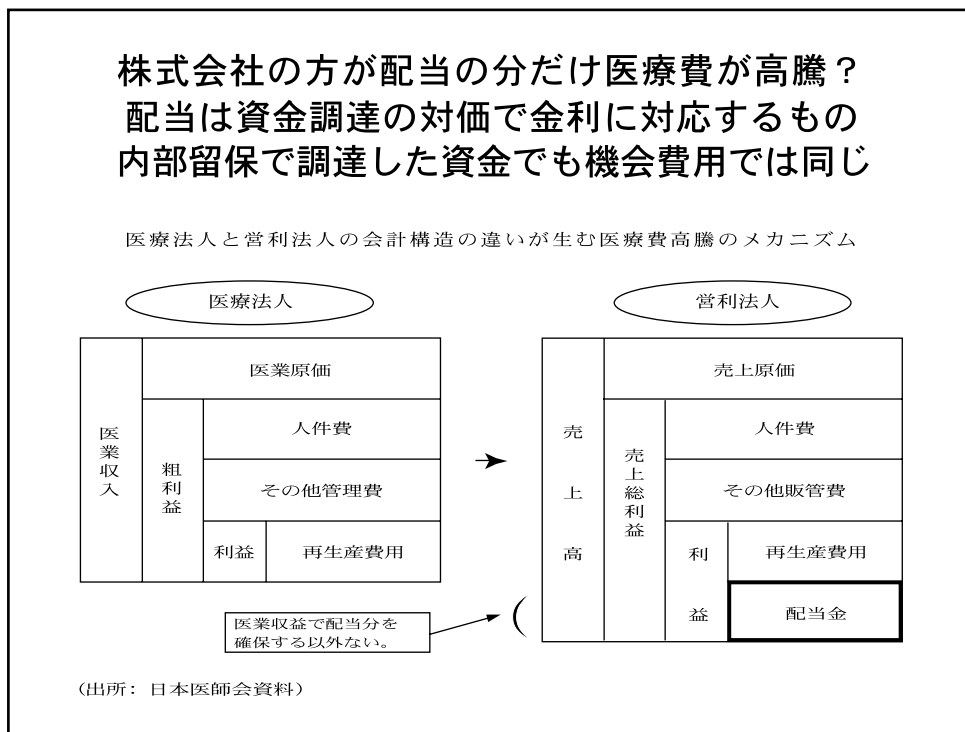 株式会社の方が配当の分だけ医療費が高騰？
配当は資金調達の対価で金利に対応するもの
内部留保で調達した資金でも機会費用では同じ
医療法人と営利法人の会計構造の違いが生む医療費高騰のメカニズム
医療法人
医業収入
医業原価
粗利益
人件費
その他管理費
利益
再生産費用
営利法人
売上高
売上原価
売上総利益
人件費
その他販管費
利益
再生産費用
配当金
医業収益で配当分を
確保する以外ない。
(出所：日本医師会資料)